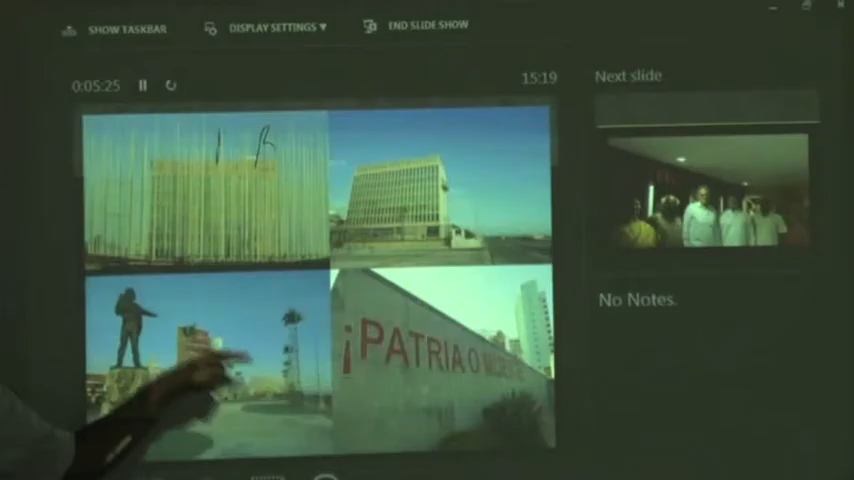 SHOW TASKBAR
DISPLAY SETTINGS ▼
END SLIDE SHOW
0:05:25
15:19
Next slide
¡PATRIA O
No Notes.